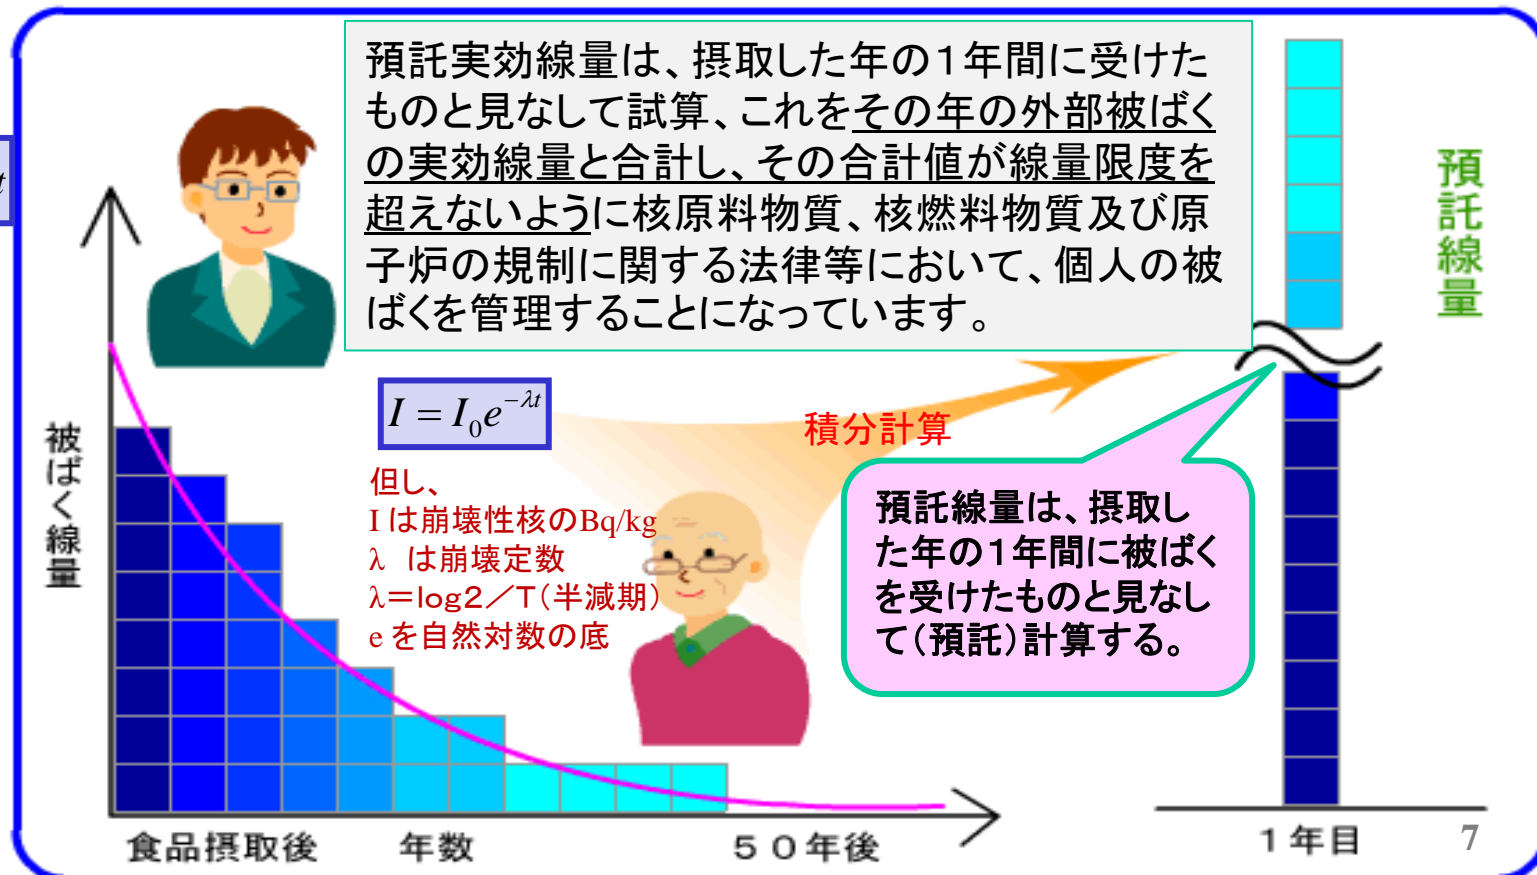 預託実効線量は、摂取した年の１年間に受けた
ものと見なして試算、これをその年の外部被ばく
の実効線量と合計し、その合計値が線量限度を
超えないように核原料物質、核燃料物質及び原
子炉の規制に関する法律等において、個人の被
ばくを管理することになっています。
t
預託線量
被ばく線量
I = I₀e^{-λt}
積分計算
但し、
I は崩壊性核のBq/kg
λ は崩壊定数
λ＝log2／T（半減期）
e を自然対数の底
預託線量は、摂取し
た年の１年間に被ばく
を受けたものと見なし
て（預託）計算する。
食品摂取後 年数 ５０年後
１年目
7